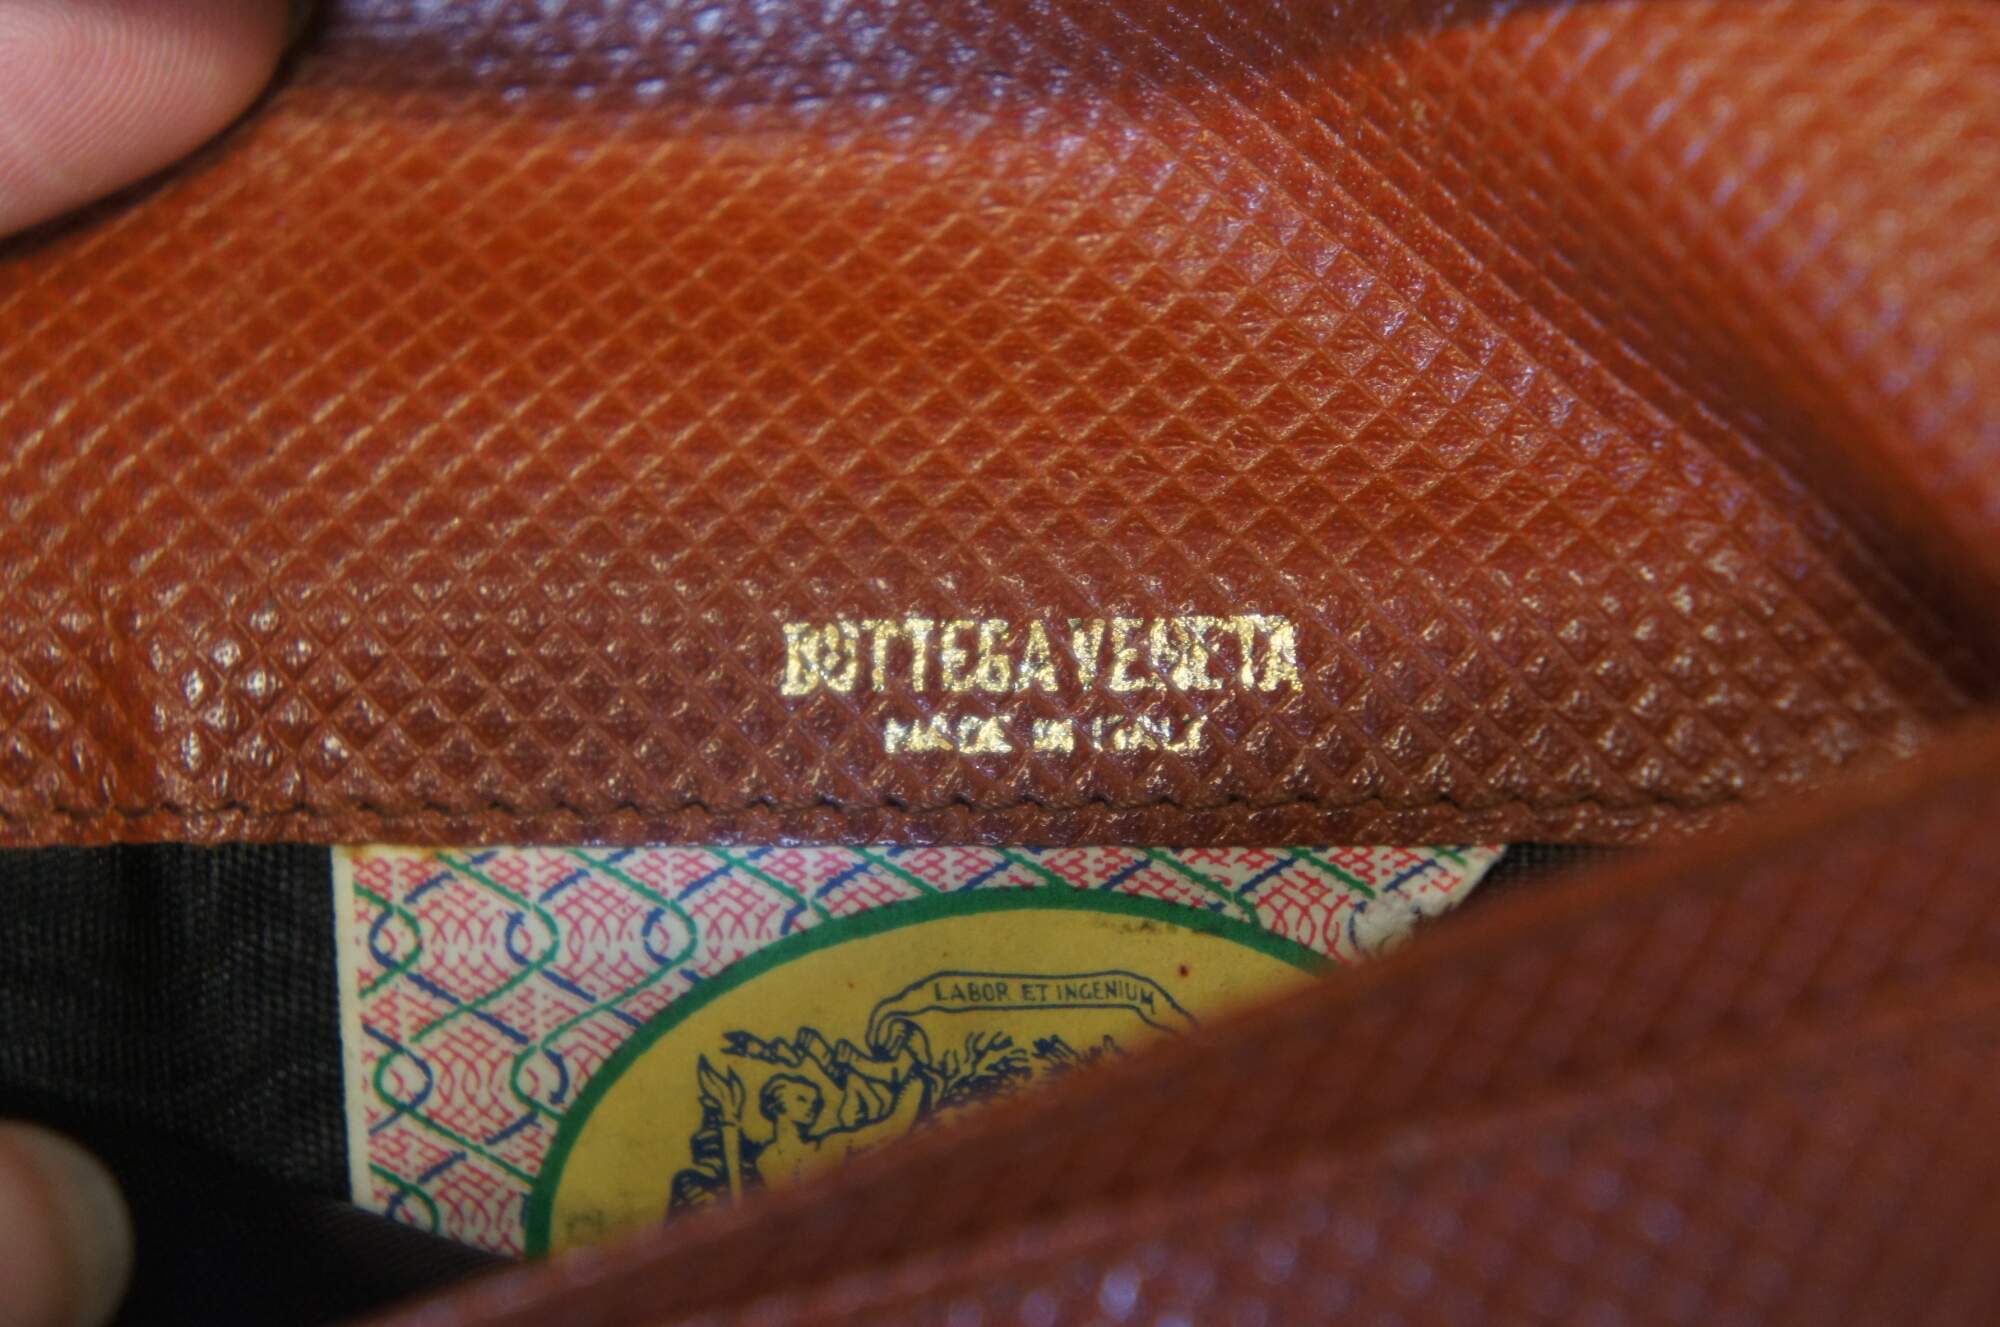 BOTTEGA VENETA
MADE IN ITALY
LABOR ET INGENIUM